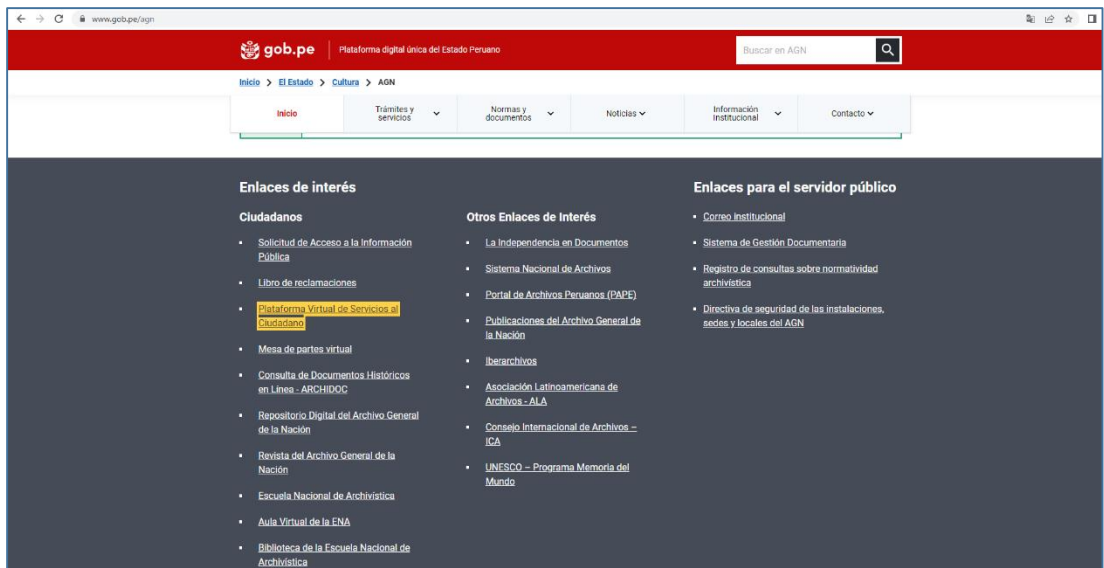 www.gob.pe/agn
gob.pe
Plataforma digital única del Estado Peruano
Buscar en AGN
Inicio > El Estado > Cultura > AGN
Inicio
Trámites y
servicios
Normas y
documentos
Noticias
Información
institucional
Contacto
Enlaces de interés
Ciudadanos
Solicitud de Acceso a la Información
Pública
Libro de reclamaciones
Plataforma Virtual de Servicios al
Ciudadano
Mesa de partes virtual
Consulta de Documentos Históricos
en Línea - ARCHIDOC
Repositorio Digital del Archivo General
de la Nación
Revista del Archivo General de la
Nación
Escuela Nacional de Archivística
Aula Virtual de la ENA
Biblioteca de la Escuela Nacional de
Archivística
Otros Enlaces de Interés
La Independencia en Documentos
Sistema Nacional de Archivos
Portal de Archivos Peruanos (PAPE)
Publicaciones del Archivo General de
la Nación
Iberarchivos
Asociación Latinoamericana de
Archivos - ALA
Consejo Internacional de Archivos –
ICA
UNESCO – Programa Memoria del
Mundo
Enlaces para el servidor público
Correo institucional
Sistema de Gestión Documentaria
Registro de consultas sobre normatividad
archivística
Directiva de seguridad de las instalaciones,
sedes y locales del AGN